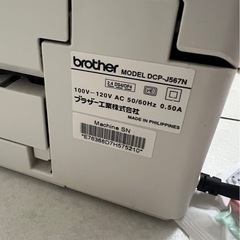 brother MODEL DCP-J567N
100V-120V AC 50/60Hz 0.50A
ブラザー工業株式会社
MADE IN PHILIPPINES
Machine SN